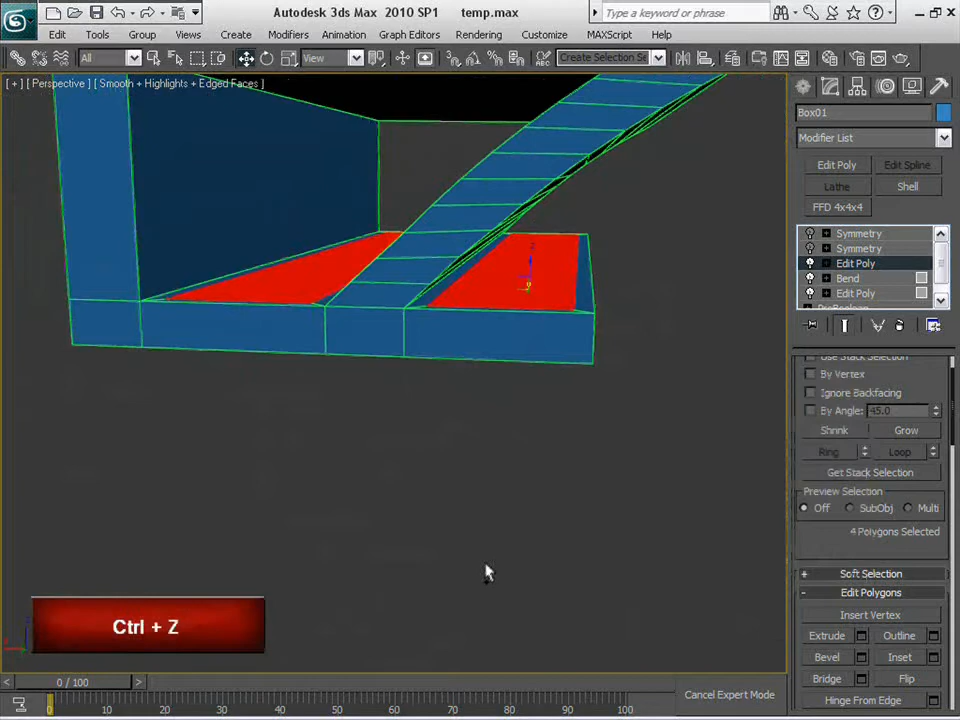 Autodesk 3ds Max 2010 SP1 temp.max
Type a keyword or phrase
Edit Tools Group Views Create Modifiers Animation Graph Editors Rendering Customize MAXScript Help
All
View
Create Selection Se
[ + ] [ Perspective ] [ Smooth + Highlights + Edged Faces ]
Box01
Modifier List
Edit Poly Edit Spline
Lathe Shell
FFD 4x4x4
Symmetry
Symmetry
Edit Poly
Bend
Edit Poly
ProBoolean
Use Stack Selection
By Vertex
Ignore Backfacing
By Angle: 45.0
Shrink Grow
Ring Loop
Get Stack Selection
Preview Selection
Off SubObj Multi
4 Polygons Selected
+ Soft Selection
- Edit Polygons
Insert Vertex
Extrude Outline
Bevel Inset
Bridge Flip
Hinge From Edge
Ctrl + Z
< 0 / 100 >
0 10 20 30 40 50 60 70 80 90 100
Cancel Expert Mode